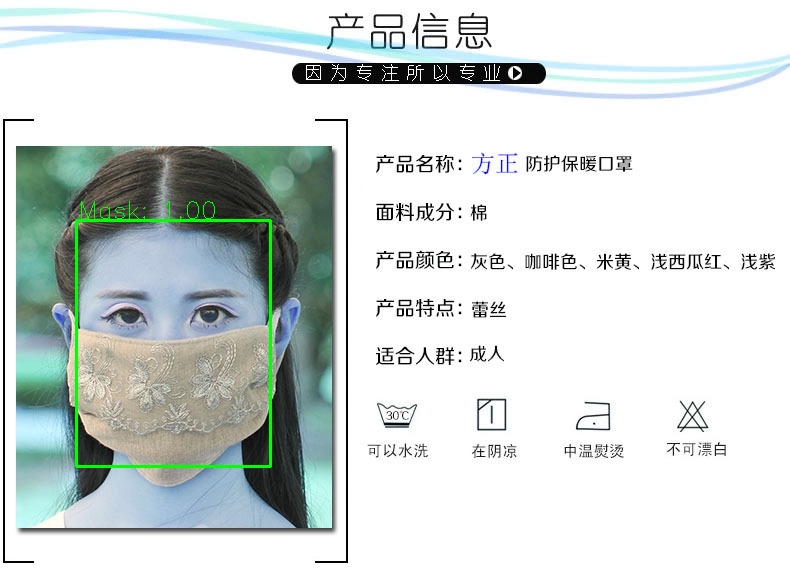 产品信息
因为专注所以专业
Mask: 1.00
产品名称：方正 防护保暖口罩
面料成分：棉
产品颜色：灰色、咖啡色、米黄、浅西瓜红、浅紫
产品特点：蕾丝
适合人群：成人
30℃
可以水洗 在阴凉 中温熨烫 不可漂白